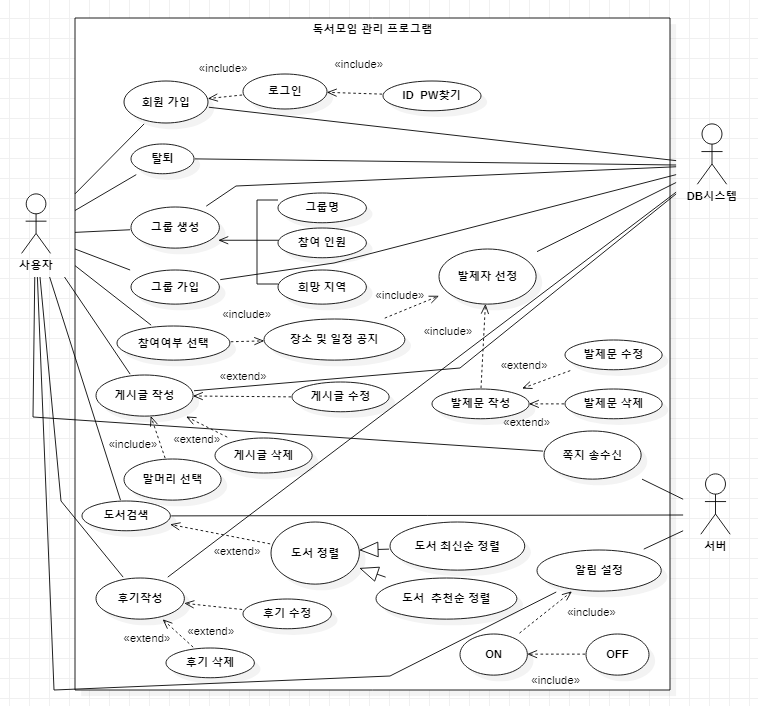 독서모임 관리 프로그램
«include»
«include»
회원 가입
로그인
ID PW찾기
탈퇴
DB시스템
그룹 생성
그룹명
참여 인원
사용자
그룹 가입
희망 지역
발제자 선정
«include»
«include»
참여여부 선택
장소 및 일정 공지
«include»
발제문 수정
«extend»
«extend»
게시글 작성
게시글 수정
발제문 작성
발제문 삭제
«extend»
«include»
«extend»
게시글 삭제
쪽지 송수신
말머리 선택
도서검색
«extend»
도서 정렬
도서 최신순 정렬
서버
알림 설정
후기작성
도서 추천순 정렬
후기 수정
«include»
«extend»
«extend»
후기 삭제
ON
OFF
«include»